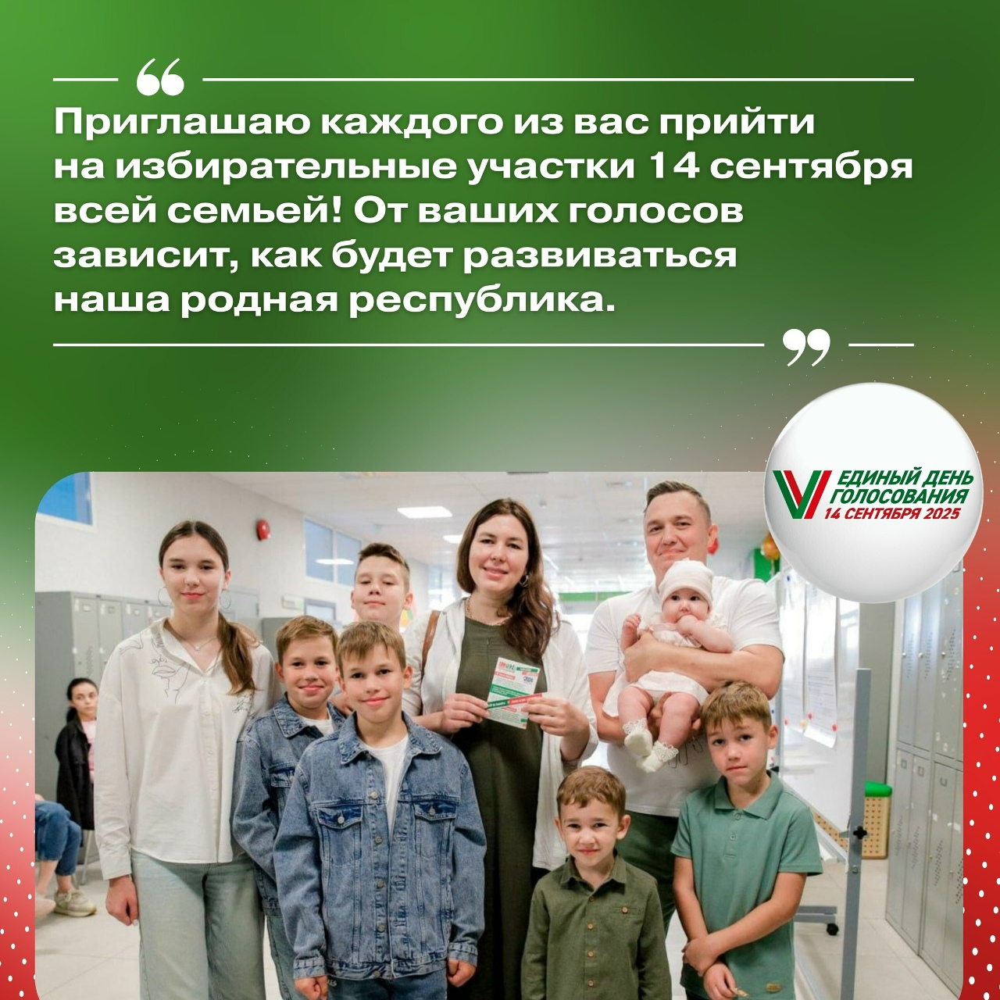 Приглашаю каждого из вас прийти
на избирательные участки 14 сентября
всей семьей! От ваших голосов
зависит, как будет развиваться
наша родная республика.
ЕДИНЫЙ ДЕНЬ
ГОЛОСОВАНИЯ
14 СЕНТЯБРЯ 2025